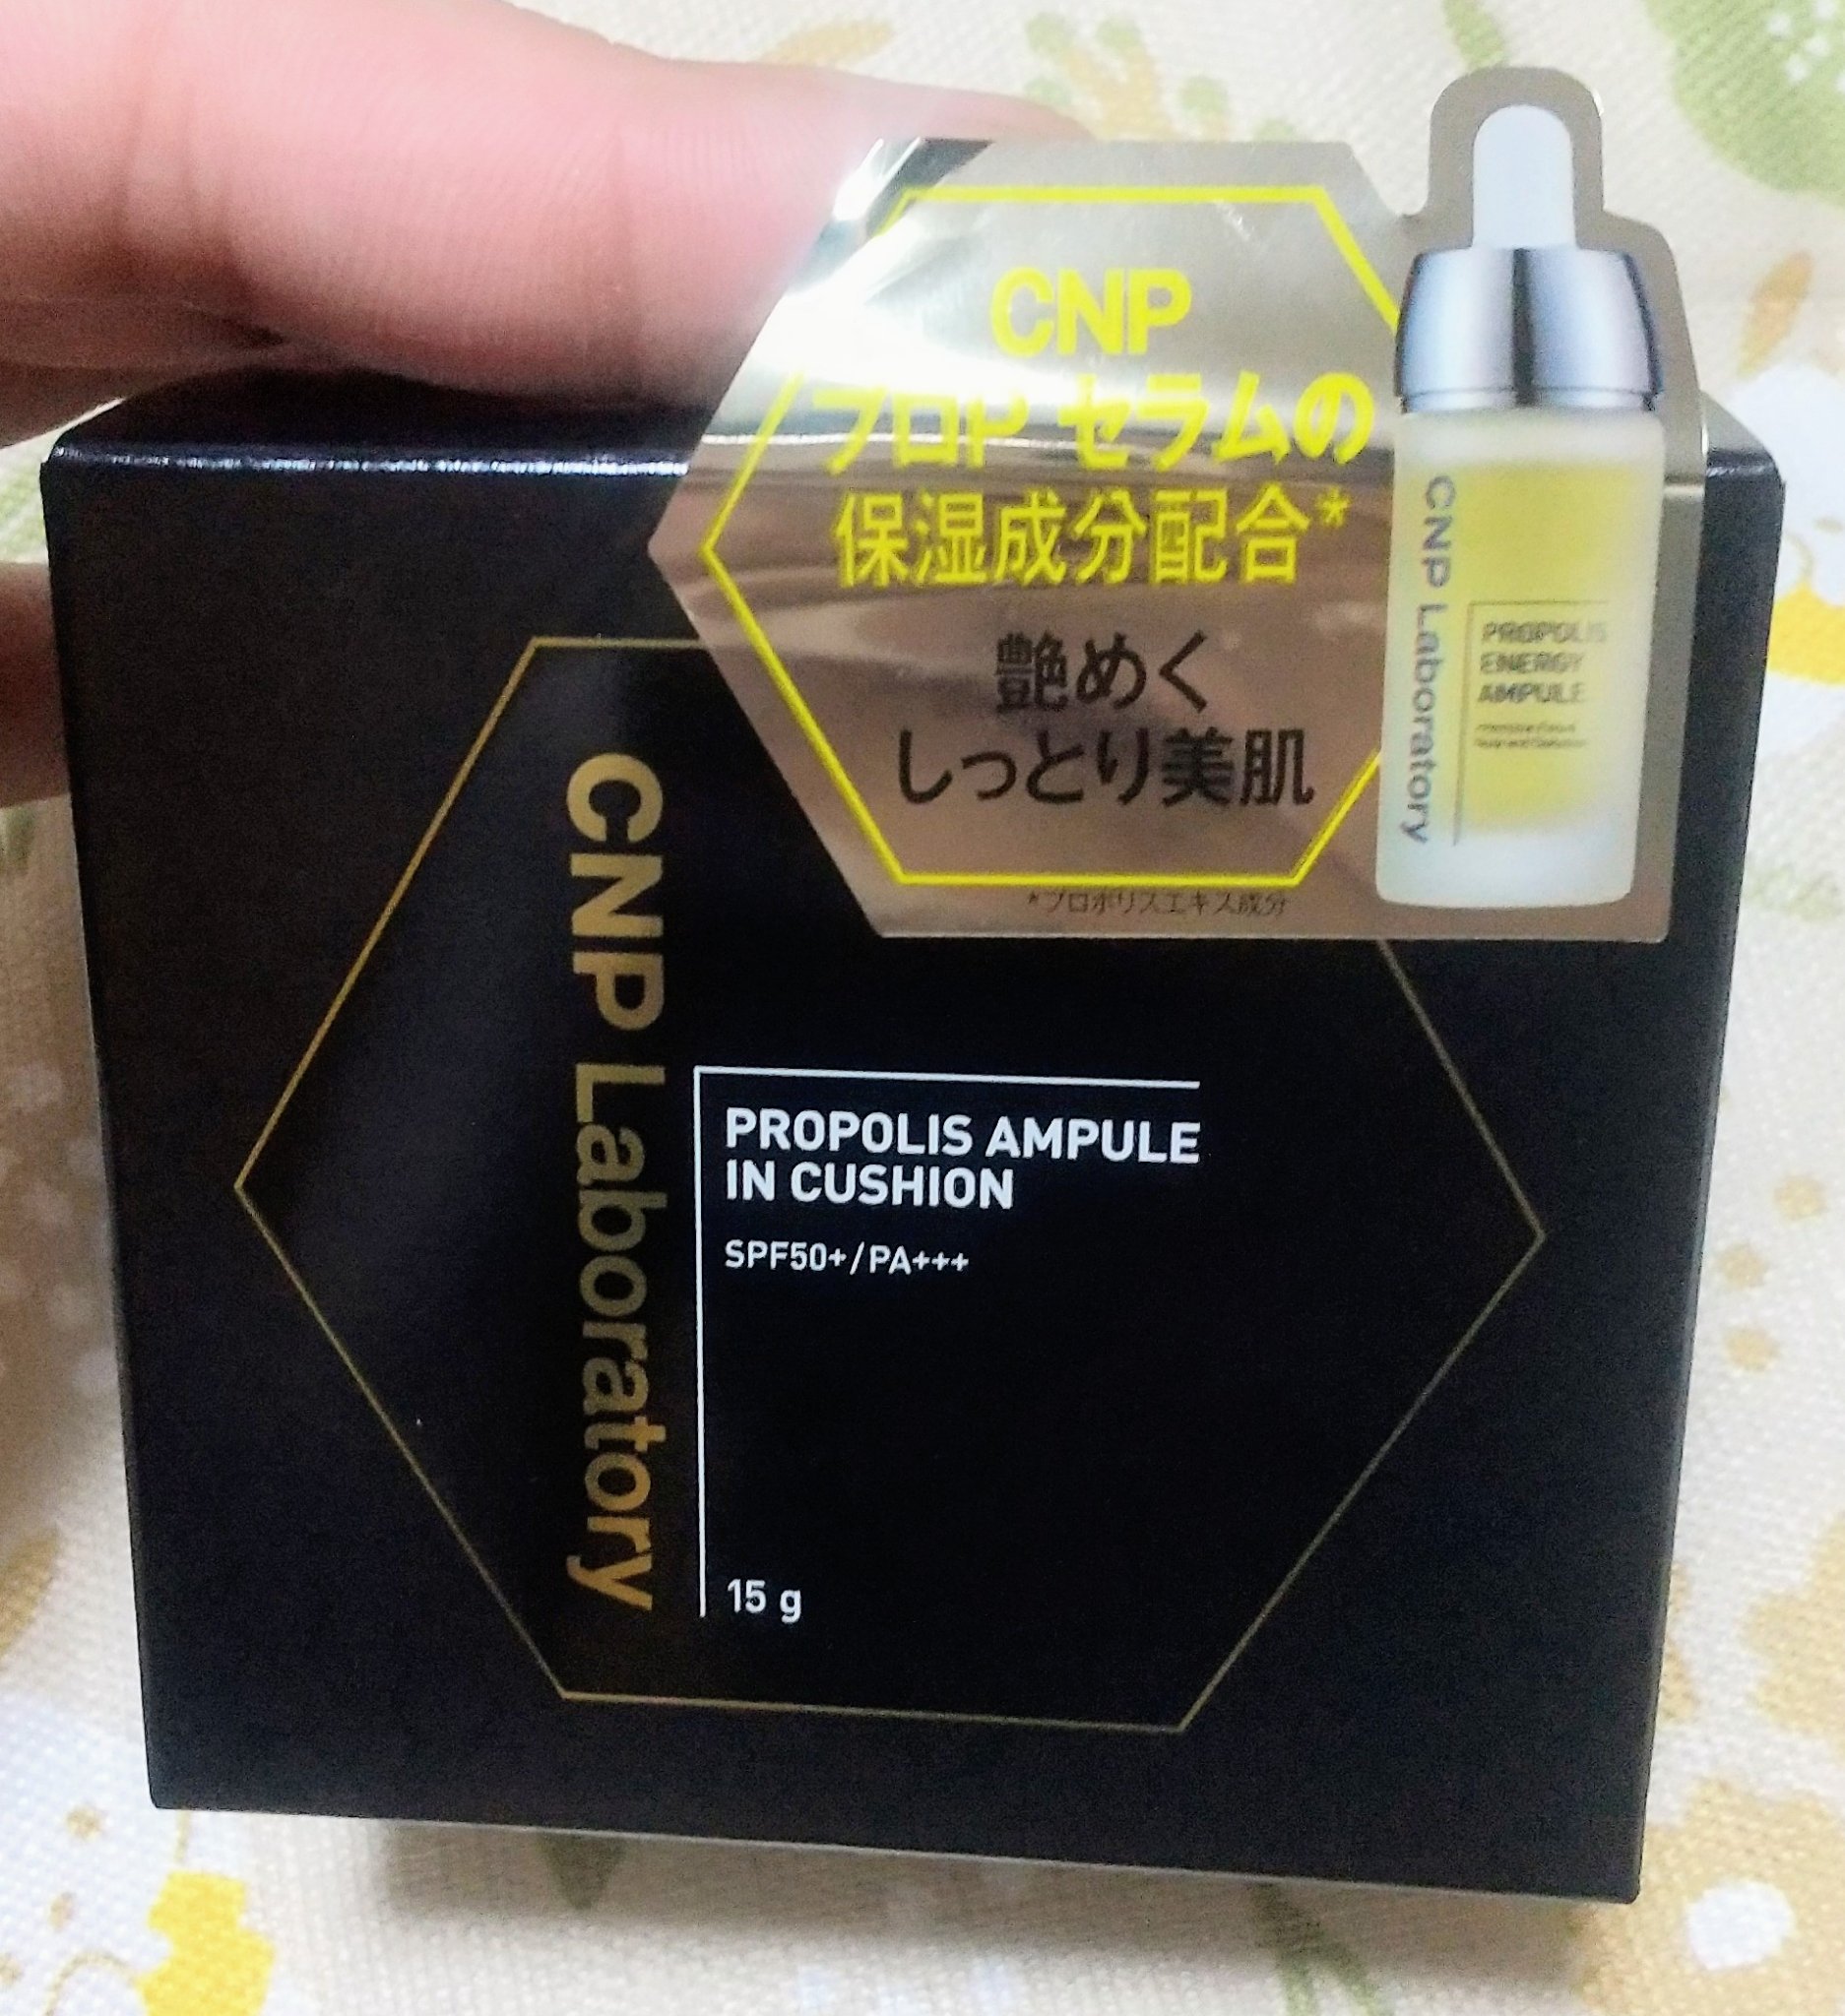 CNP
プロP セラムの
保湿成分配合*
艶めく
しっとり美肌
*プロポリスエキス成分
CNP Laboratory
PROPOLIS
ENERGY
AMPULE
CNP Laboratory
PROPOLIS AMPULE
IN CUSHION
SPF50+/PA+++
15 g